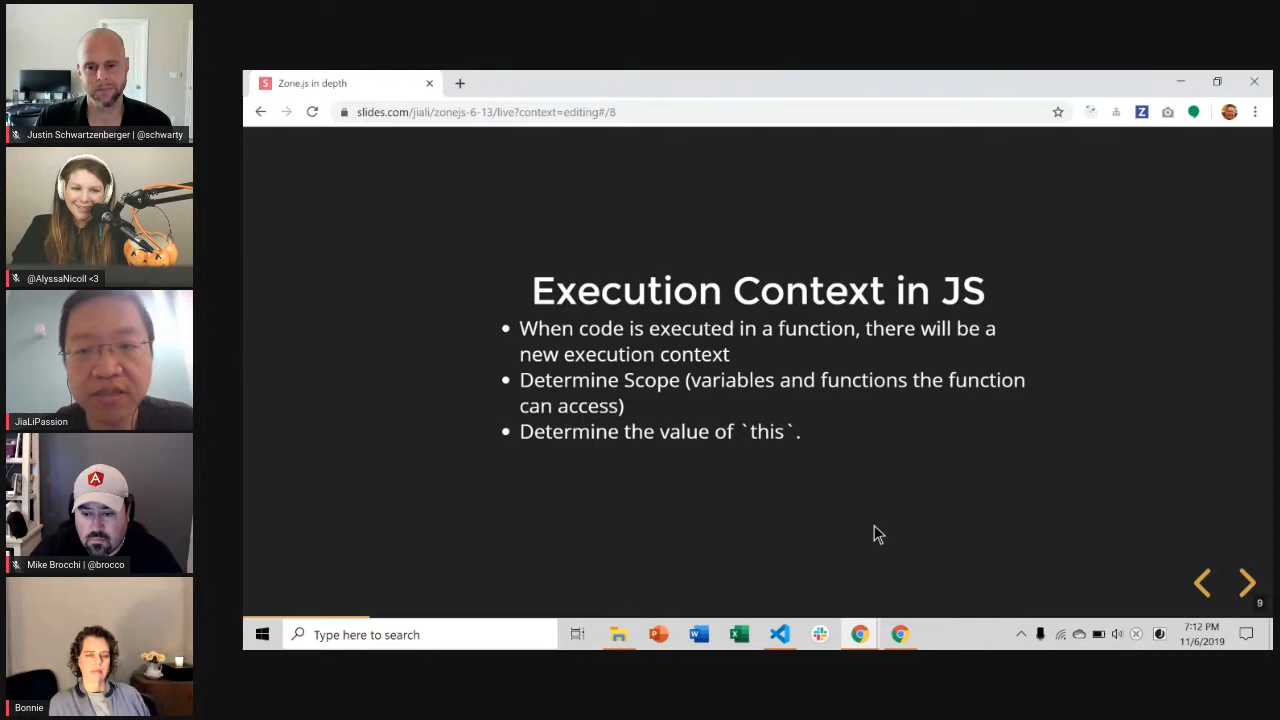 Justin Schwartzenberger | @schwarty
@AlyssaNicoll <3
JiaLiPassion
Mike Brocchi | @brocco
Bonnie
Zone.js in depth
slides.com/jiali/zonejs-6-13/live?context=editing#/8
Execution Context in JS
• When code is executed in a function, there will be a
new execution context
• Determine Scope (variables and functions the function
can access)
• Determine the value of `this`.
9
Type here to search
7:12 PM
11/6/2019